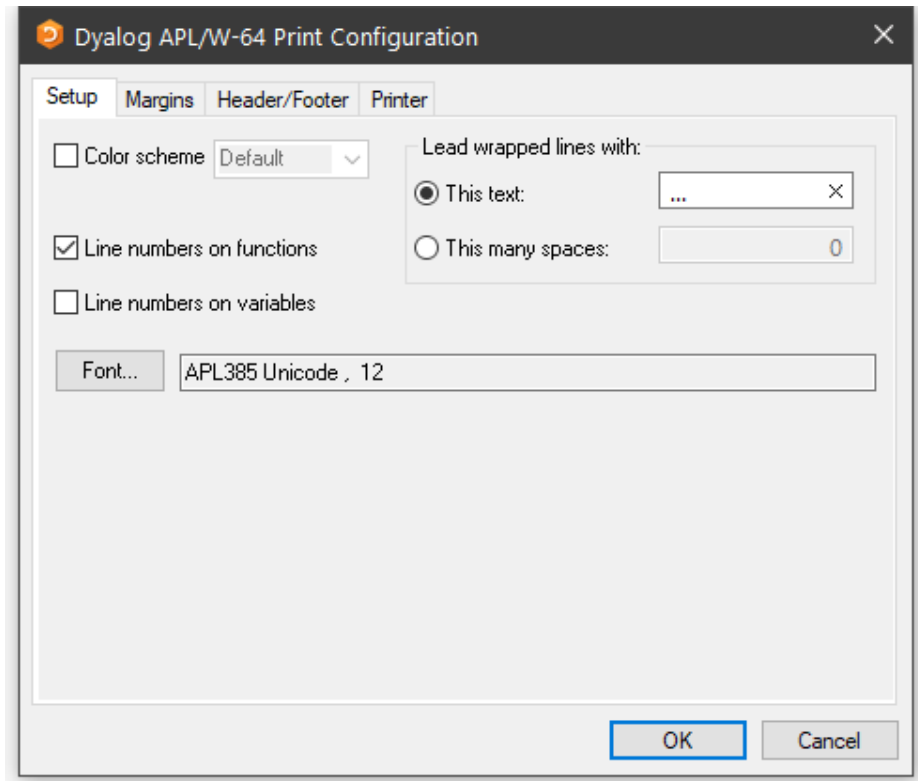 Dyalog APL/W-64 Print Configuration
Setup Margins Header/Footer Printer
Color scheme Default
Lead wrapped lines with:
This text: ...
Line numbers on functions
This many spaces: 0
Line numbers on variables
Font... APL385 Unicode , 12
OK Cancel